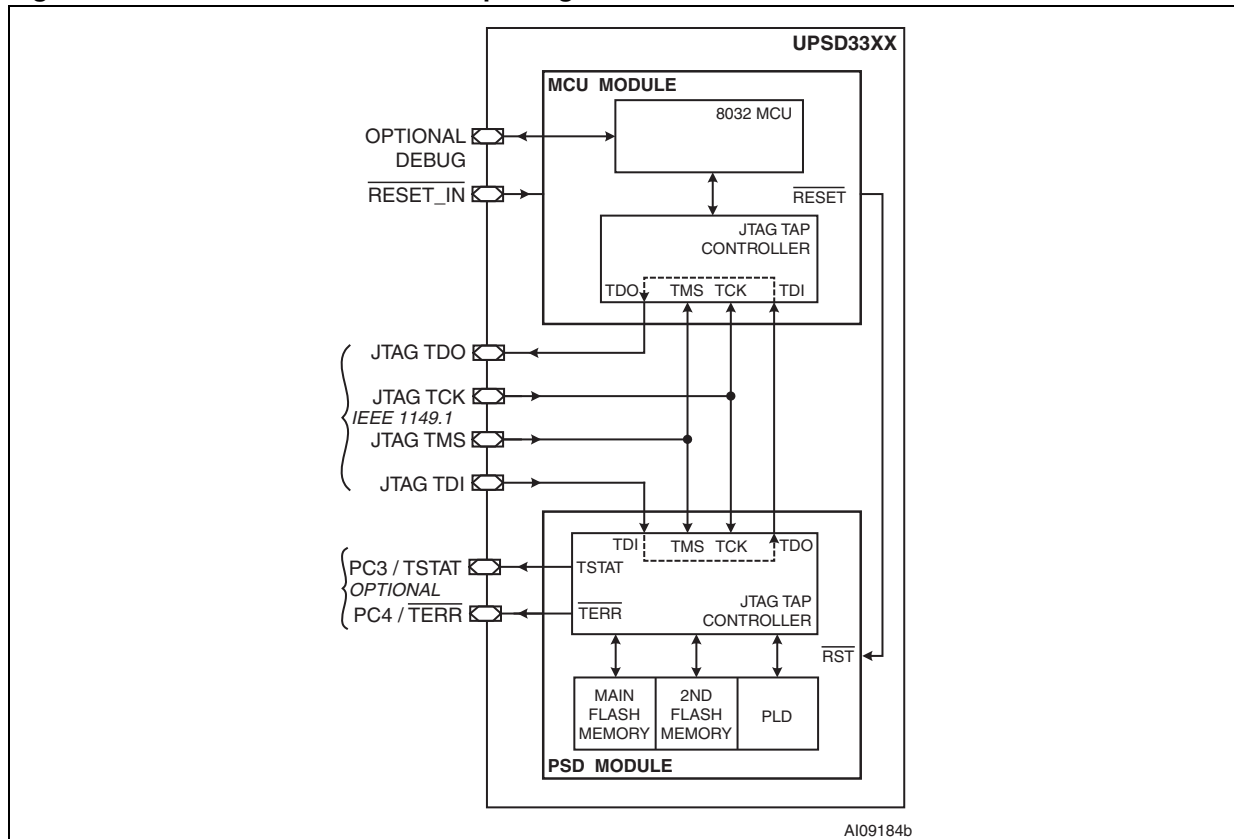 UPSD33XX
MCU MODULE
8032 MCU
OPTIONAL
DEBUG
RESET_IN
RESET
JTAG TAP
CONTROLLER
TDO TMS TCK TDI
JTAG TDO
JTAG TCK
IEEE 1149.1
JTAG TMS
JTAG TDI
TDI TMS TCK TDO
PC3 / TSTAT
TSTAT
OPTIONAL
PC4 / TERR
TERR
JTAG TAP
CONTROLLER
RST
MAIN
FLASH
MEMORY
2ND
FLASH
MEMORY
PLD
PSD MODULE
AI09184b